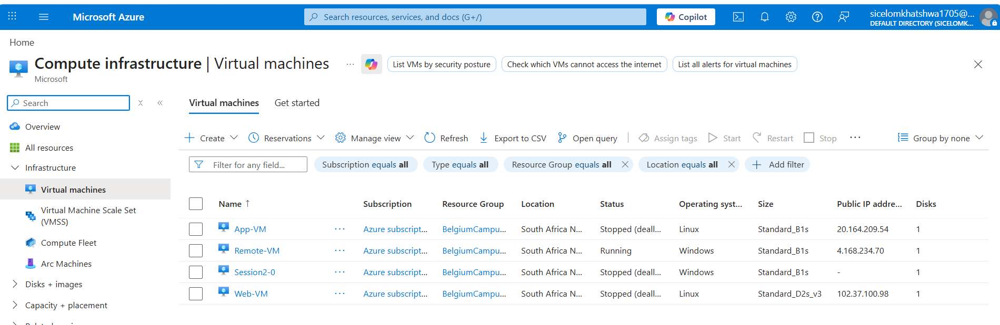 Microsoft Azure
Search resources, services, and docs (G+/)
Copilot
sicelomkhatshwa1705@...
DEFAULT DIRECTORY (SICELOMK...
Home
Compute infrastructure | Virtual machines
...
List VMs by security posture
Check which VMs cannot access the internet
List all alerts for virtual machines
Microsoft
Search
Virtual machines
Get started
Overview
All resources
Infrastructure
Virtual machines
Virtual Machine Scale Set
(VMSS)
Compute Fleet
Arc Machines
Disks + images
Capacity + placement
Create
Reservations
Manage view
Refresh
Export to CSV
Open query
Assign tags
Start
Restart
Stop
...
Group by none
Filter for any field...
Subscription equals all
Type equals all
Resource Group equals all
Location equals all
Add filter
Name ↑ Subscription Resource Group Location Status Operating syst... Size Public IP addre... Disks
App-VM ... Azure subscript... BelgiumCampu... South Africa N... Stopped (deall... Linux Standard_B1s 20.164.209.54 1
Remote-VM ... Azure subscript... BelgiumCampu... South Africa N... Running Windows Standard_B1s 4.168.234.70 1
Session2-0 ... Azure subscript... BelgiumCampu... South Africa N... Stopped (deall... Windows Standard_B1s - 1
Web-VM ... Azure subscript... BelgiumCampu... South Africa N... Stopped (deall... Linux Standard_D2s_v3 102.37.100.98 1